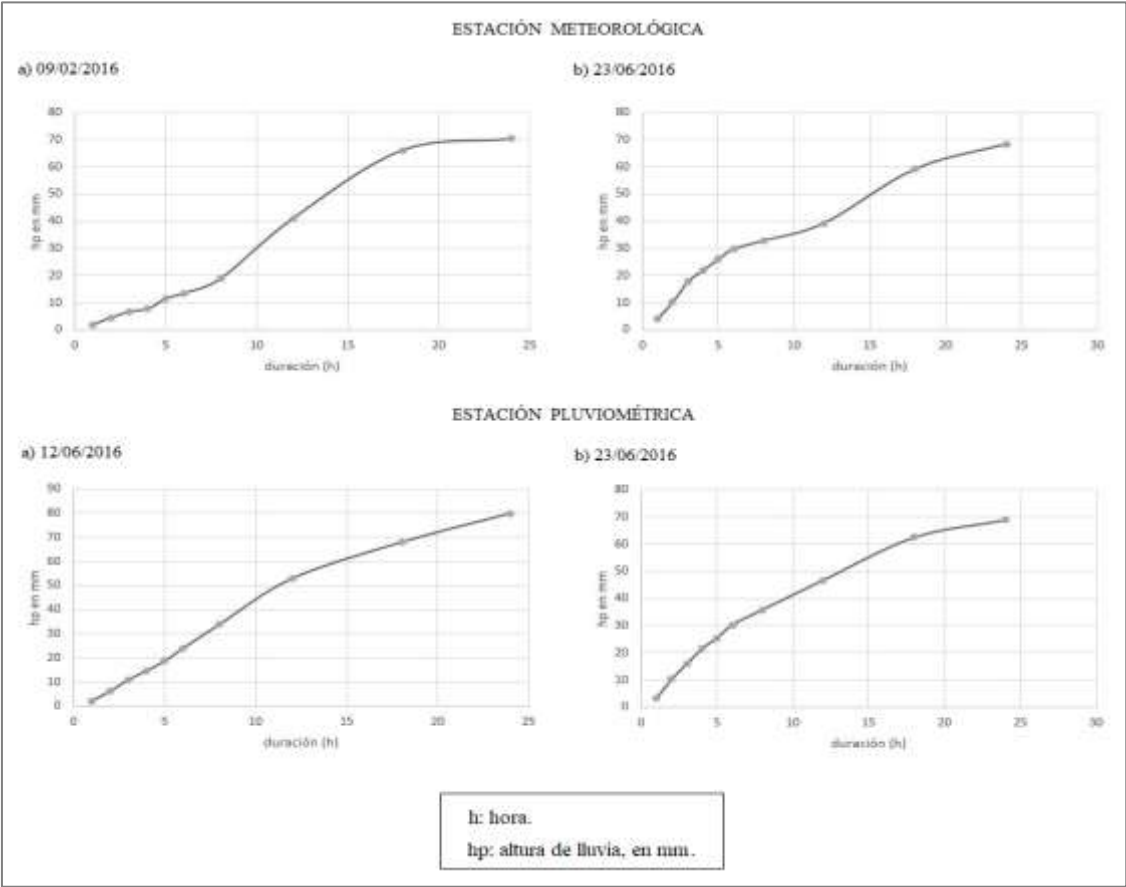 ESTACIÓN METEOROLÓGICA
a) 09/02/2016
b) 23/06/2016
80
70
60
50
40
30
20
10
0
hp en mm
0 5 10 15 20 25
duración (h)
80
70
60
50
40
30
20
10
0
hp en mm
0 5 10 15 20 25 30
duración (h)
ESTACIÓN PLUVIOMÉTRICA
a) 12/06/2016
b) 23/06/2016
90
80
70
60
50
40
30
20
10
0
hp en mm
0 5 10 15 20 25
duración (h)
80
70
60
50
40
30
20
10
0
hp en mm
0 5 10 15 20 25 30
duración (h)
h: hora.
hp: altura de lluvia, en mm.